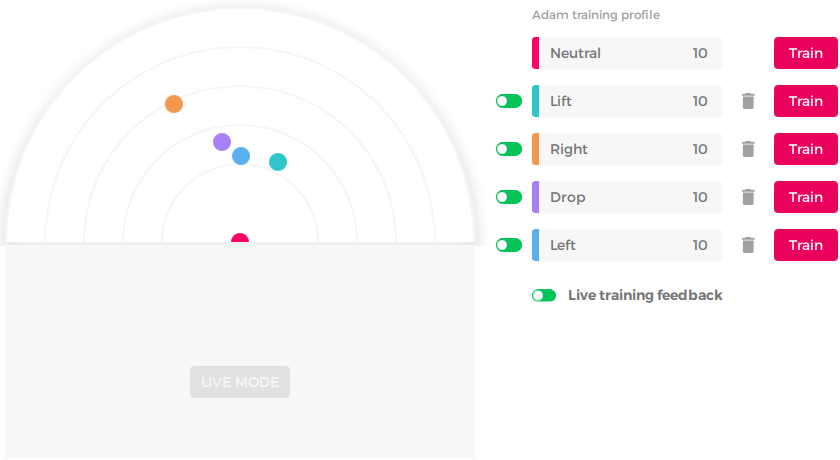 Adam training profile
Neutral 10 Train
Lift 10 Train
Right 10 Train
Drop 10 Train
Left 10 Train
Live training feedback
LIVE MODE